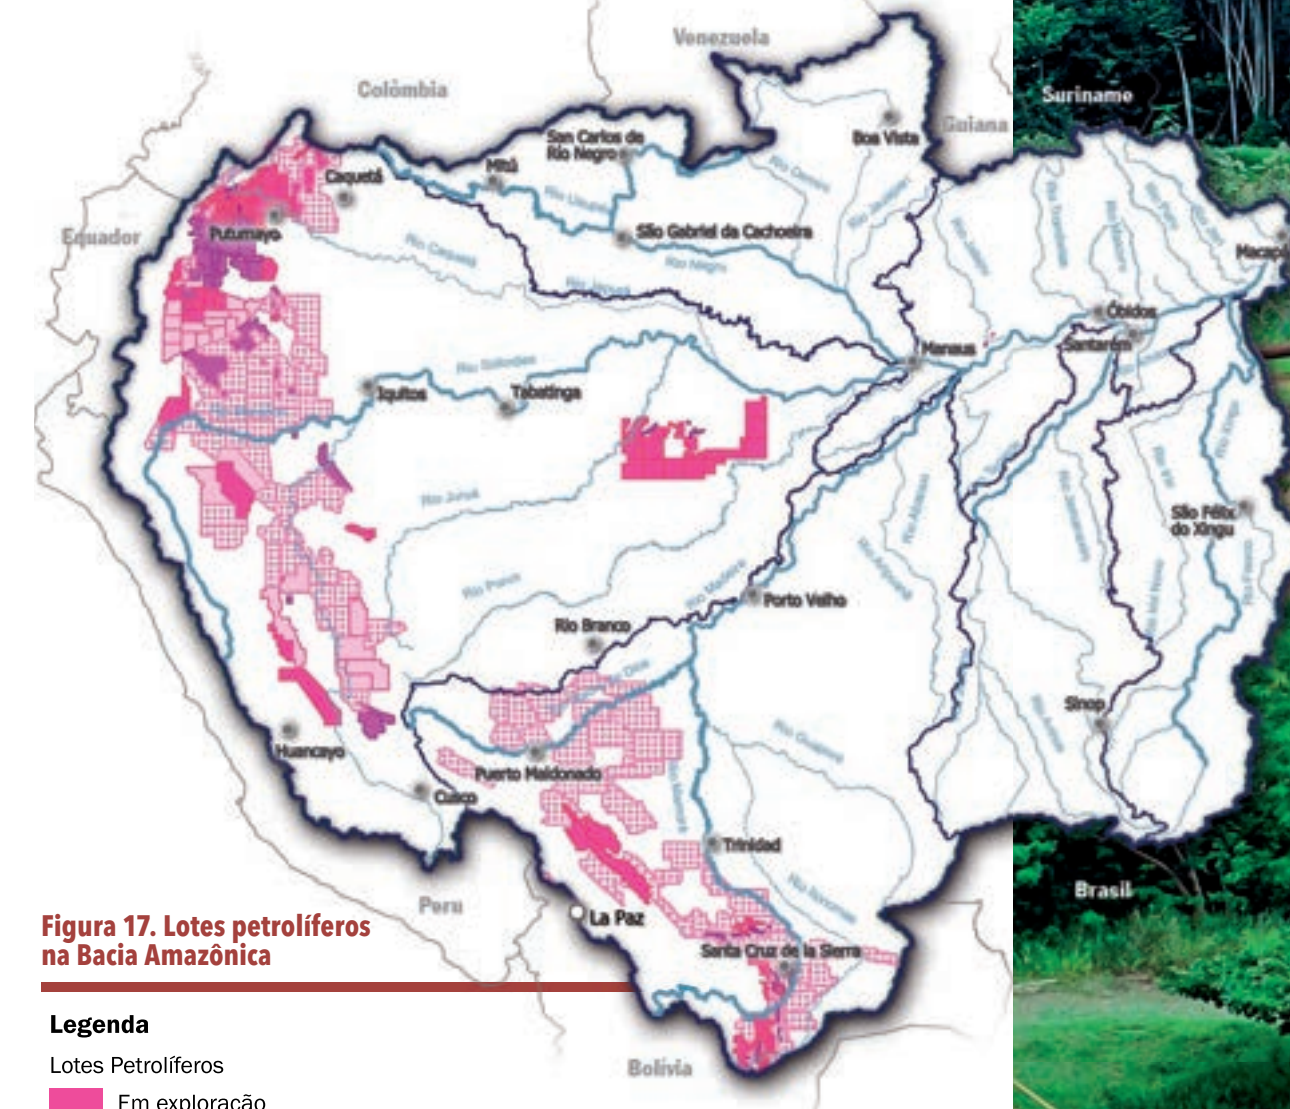 Venezuela
Colômbia
Suriname
Guiana
San Carlos de
Río Negro
Boa Vista
Mitú
Caquetá
Equador
Putumayo
São Gabriel da Cachoeira
Rio Negro
Rio Caquetá
Macapá
Óbidos
Santarém
Manaus
Iquitos
Tabatinga
Rio Juruá
São Félix
do Xingu
Rio Purus
Rio Madeira
Porto Velho
Rio Branco
Sinop
Huancayo
Puerto Maldonado
Cusco
Rio Guaporé
Trinidad
Peru
Brasil
La Paz
Santa Cruz de la Sierra
Bolívia
Figura 17. Lotes petrolíferos
na Bacia Amazônica
Legenda
Lotes Petrolíferos
Em exploração